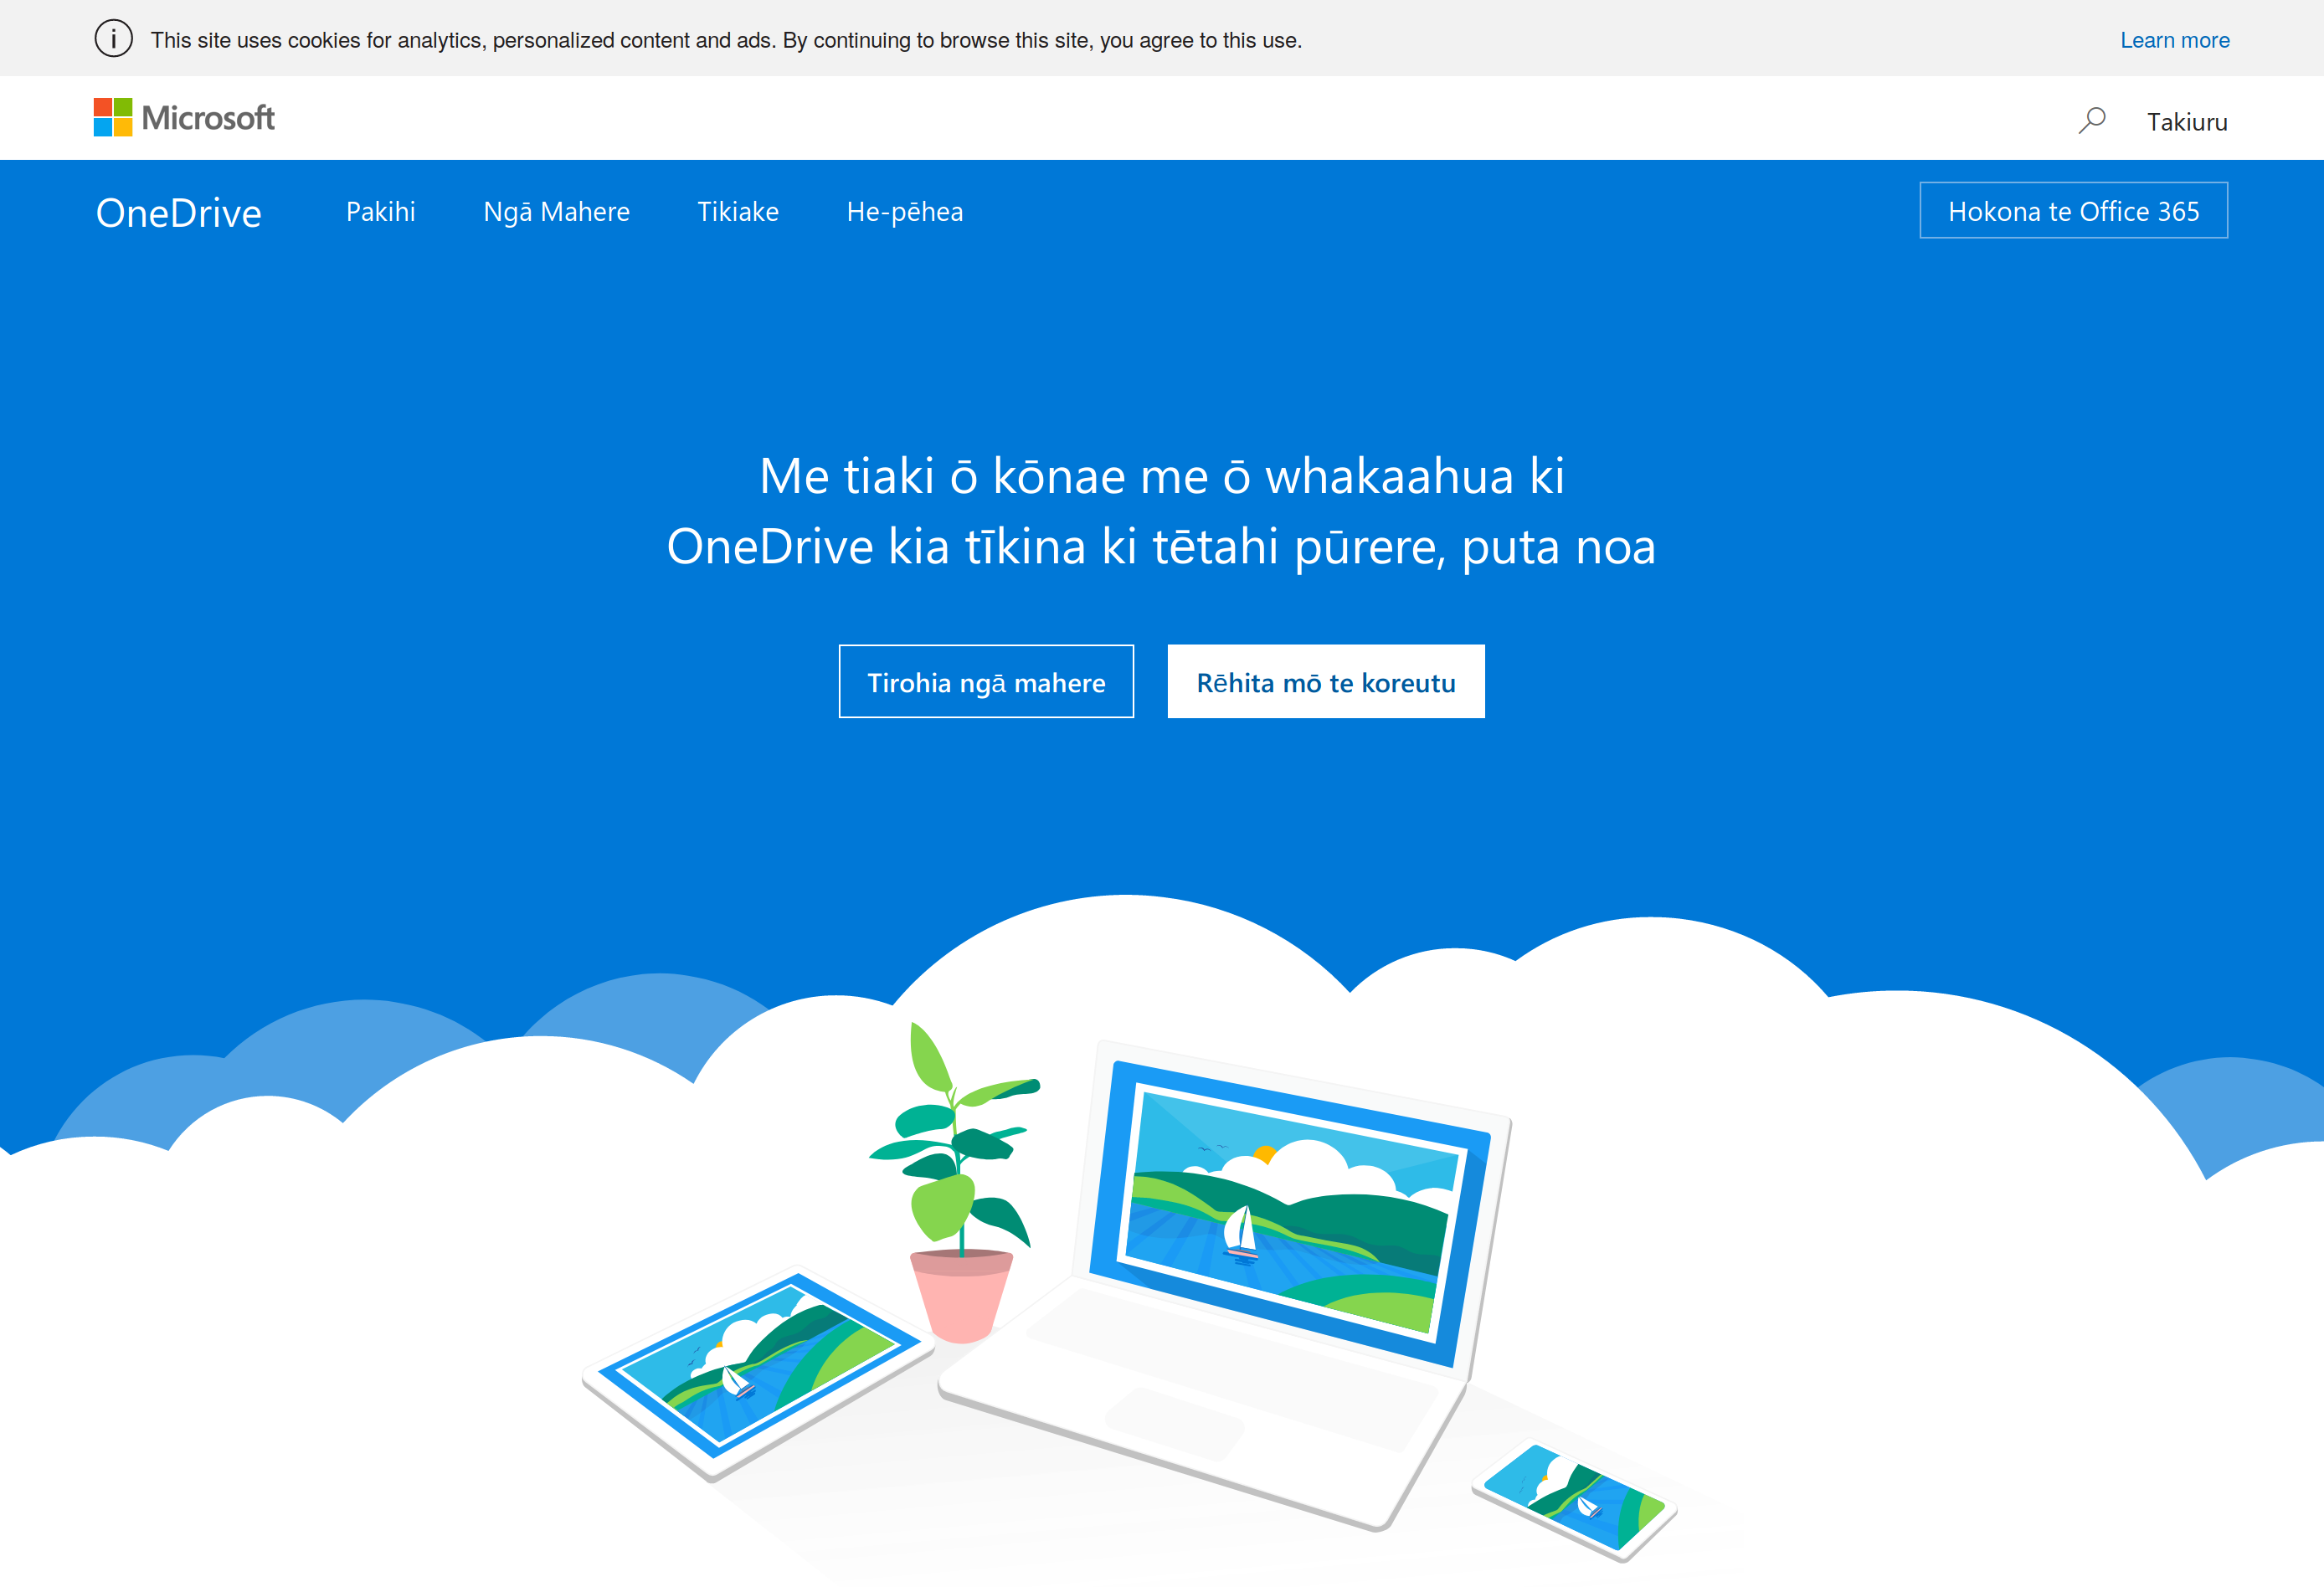 This site uses cookies for analytics, personalized content and ads. By continuing to browse this site, you agree to this use.
Learn more
Microsoft
Takiuru
OneDrive
Pakihi
Ngā Mahere
Tikiake
He-pēhea
Hokona te Office 365
Me tiaki ō kōnae me ō whakaahua ki
OneDrive kia tīkina ki tētahi pūrere, puta noa
Tirohia ngā mahere
Rēhita mō te koreutu